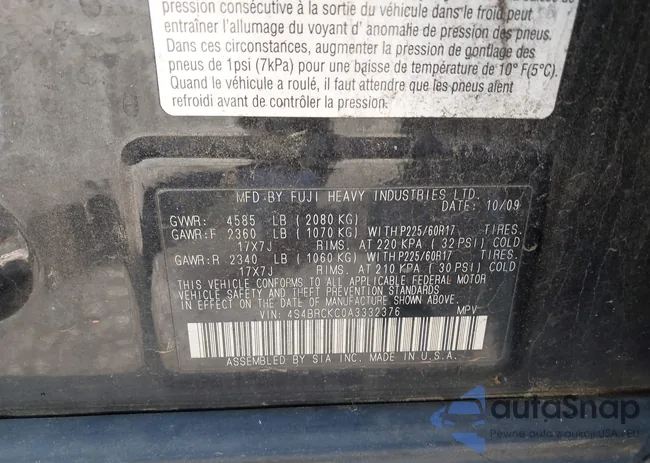 pression consécutive à la sortie du véhicule dans le froid peut
entraîner l'allumage du voyant d' anomalie de pression des pneus.
Dans ces circonstances, augmenter la pression de gontlage des
pneus de 1psi (7kPa) pour une baisse de température de 10° F(5°C).
Quand le véhicule a roulé, il faut attendre que les pneus aient
refroidi avant de contrôler la pression.
MFD.BY FUJI HEAVY INDUSTRIES LTD.
DATE: 10/09
GVWR: 4585 LB (2080 KG)
GAWR:F 2360 LB (1070 KG) WITH P225/60R17 TIRES.
17X7J RIMS. AT 220 KPA (32 PSI) COLD
GAWR:R 2340 LB (1060 KG) WITH P225/60R17 TIRES.
17X7J RIMS. AT 210 KPA (30 PSI) COLD
THIS VEHICLE CONFORMS TO ALL APPLICABLE FEDERAL MOTOR
VEHICLE SAFETY AND THEFT PREVENTION STANDARDS
IN EFFECT ON THE DATE OF MANUFACTURE SHOWN ABOVE.
VIN: 4S4BRCKC0A3332376 MPV
ASSEMBLED BY SIA INC. MADE IN U.S.A.
autoSnap
Pewne auto z aukcji USA i EU